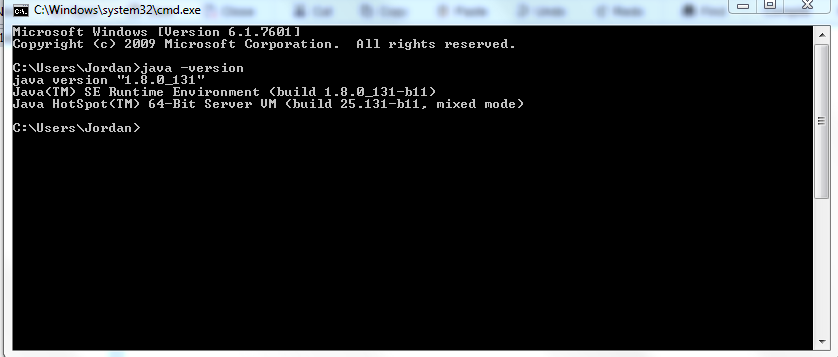 C:\Windows\system32\cmd.exe
Microsoft Windows [Version 6.1.7601]
Copyright (c) 2009 Microsoft Corporation.  All rights reserved.
C:\Users\Jordan>java -version
java version "1.8.0_131"
Java(TM) SE Runtime Environment (build 1.8.0_131-b11)
Java HotSpot(TM) 64-Bit Server VM (build 25.131-b11, mixed mode)
C:\Users\Jordan>